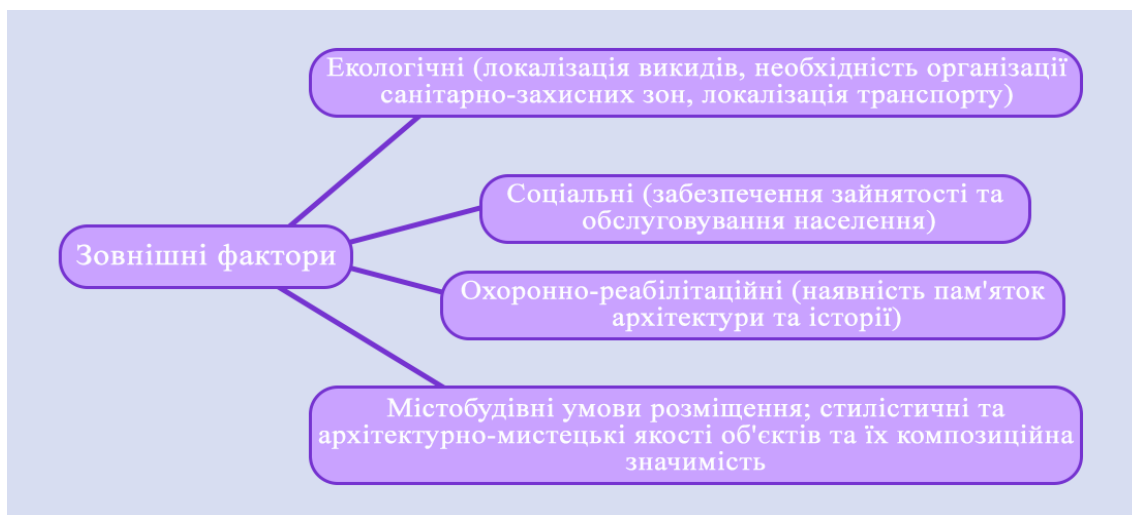 Екологічні (локалізація викидів, необхідність організації
санітарно-захисних зон, локалізація транспорту)
Соціальні (забезпечення зайнятості та
обслуговування населення)
Зовнішні фактори
Охоронно-реабілітаційні (наявність пам'яток
архітектури та історії)
Містобудівні умови розміщення; стилістичні та
архітектурно-мистецькі якості об'єктів та їх композиційна
значимість